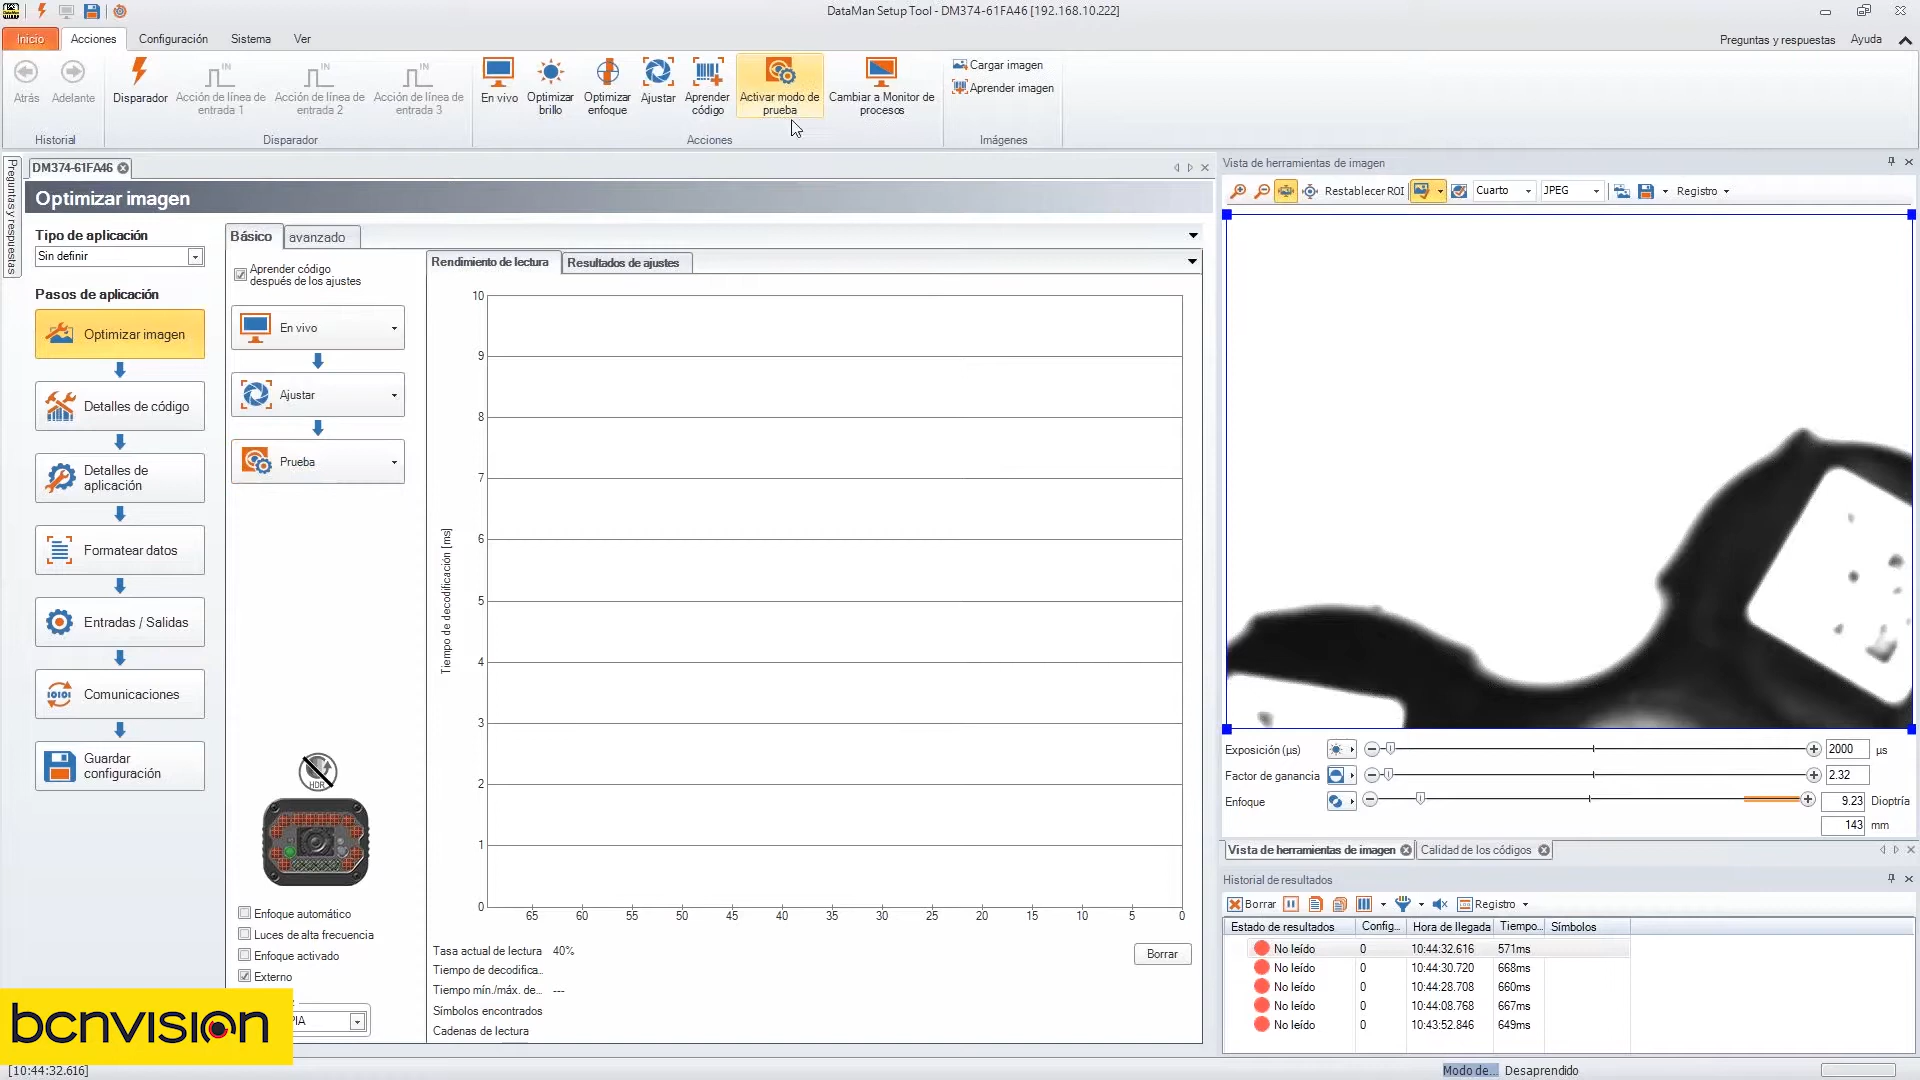 DataMan Setup Tool - DM374-61FA46 [192.168.10.222]
Inicio
Acciones
Configuración
Sistema
Ver
Preguntas y respuestas
Ayuda
Atrás
Adelante
Historial
Disparador
Acción de línea de entrada 1
Acción de línea de entrada 2
Acción de línea de entrada 3
Disparador
En vivo
Optimizar brillo
Optimizar enfoque
Ajustar
Aprender código
Activar modo de prueba
Cambiar a Monitor de procesos
Acciones
Cargar imagen
Aprender imagen
Imágenes
Preguntas y respuestas
DM374-61FA46
Optimizar imagen
Tipo de aplicación
Sin definir
Pasos de aplicación
Optimizar imagen
Detalles de código
Detalles de
aplicación
Formatear datos
Entradas / Salidas
Comunicaciones
Guardar
configuración
Básico
avanzado
Aprender código
después de los ajustes
En vivo
Ajustar
Prueba
HDR
Enfoque automático
Luces de alta frecuencia
Enfoque activado
Externo
PIA
Rendimiento de lectura
Resultados de ajustes
Tiempo de decodificación [ms]
10
9
8
7
6
5
4
3
2
1
0
65 60 55 50 45 40 35 30 25 20 15 10 5 0
Tasa actual de lectura 40%
Tiempo de decodifica..
Tiempo mín./máx. de... ---
Símbolos encontrados
Cadenas de lectura
Borrar
Vista de herramientas de imagen
Restablecer ROI
Cuarto
JPEG
Registro
Exposición (µs) 2000 µs
Factor de ganancia 2.32
Enfoque 9.23 Dioptría
143 mm
Vista de herramientas de imagen
Calidad de los códigos
Historial de resultados
Borrar
Registro
Estado de resultados Config... Hora de llegada Tiempo... Símbolos
No leído 0 10:44:32.616 571ms
No leído 0 10:44:30.720 668ms
No leído 0 10:44:28.708 660ms
No leído 0 10:44:08.768 667ms
No leído 0 10:43:52.846 649ms
bcnvision
[10:44:32.616]
Modo de...
Desaprendido